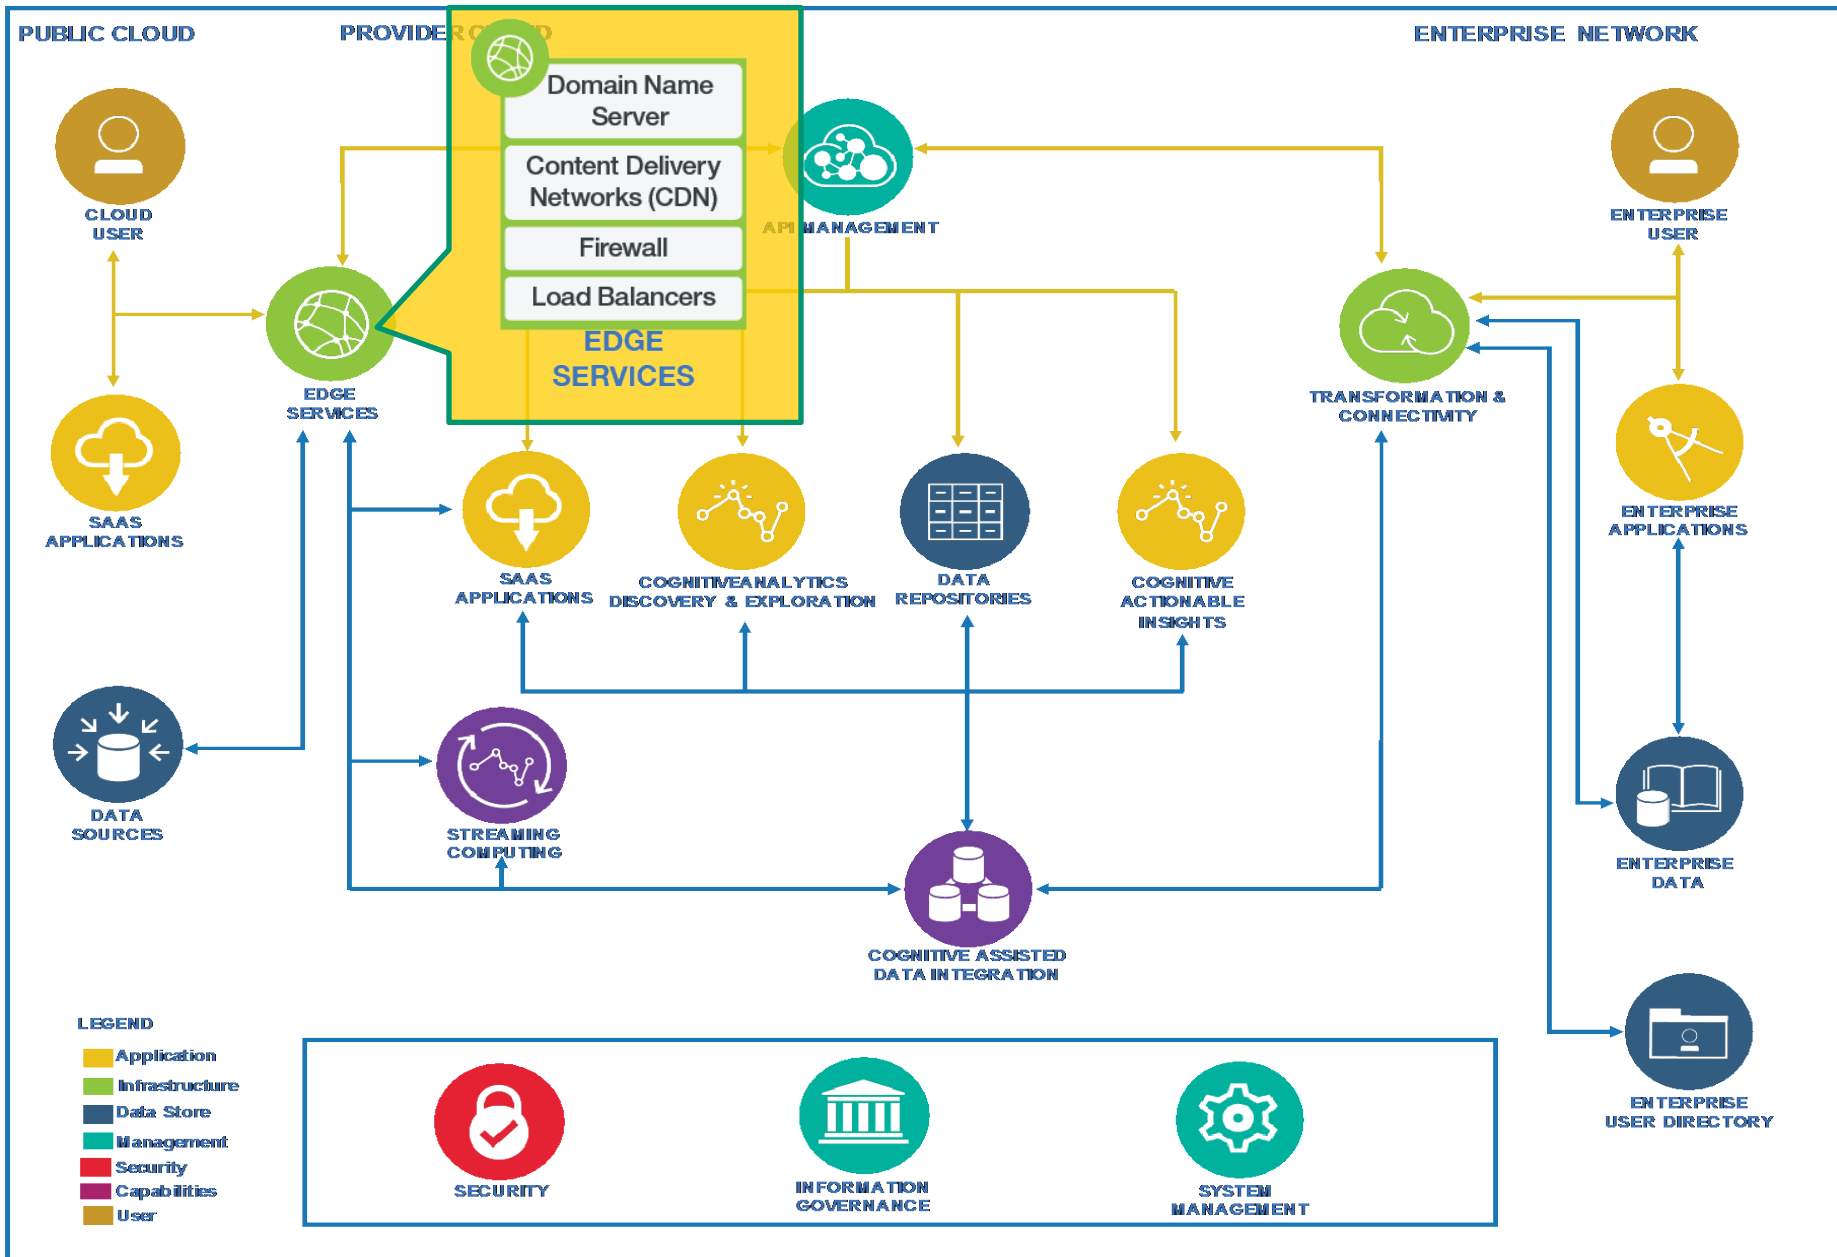 PUBLIC CLOUD
PROVIDER CLOUD
ENTERPRISE NETWORK
Domain Name
Server
Content Delivery
Networks (CDN)
Firewall
Load Balancers
EDGE
SERVICES
CLOUD
USER
API MANAGEMENT
ENTERPRISE
USER
EDGE
SERVICES
TRANSFORMATION &
CONNECTIVITY
SAAS
APPLICATIONS
SAAS
APPLICATIONS
COGNITIVEANALYTICS
DISCOVERY & EXPLORATION
DATA
REPOSITORIES
COGNITIVE
ACTIONABLE
INSIGHTS
ENTERPRISE
APPLICATIONS
DATA
SOURCES
STREAMING
COMPUTING
ENTERPRISE
DATA
COGNITIVE ASSISTED
DATA INTEGRATION
ENTERPRISE
USER DIRECTORY
LEGEND
Application
Infrastructure
Data Store
Management
Security
Capabilities
User
SECURITY
INFORMATION
GOVERNANCE
SYSTEM
MANAGEMENT